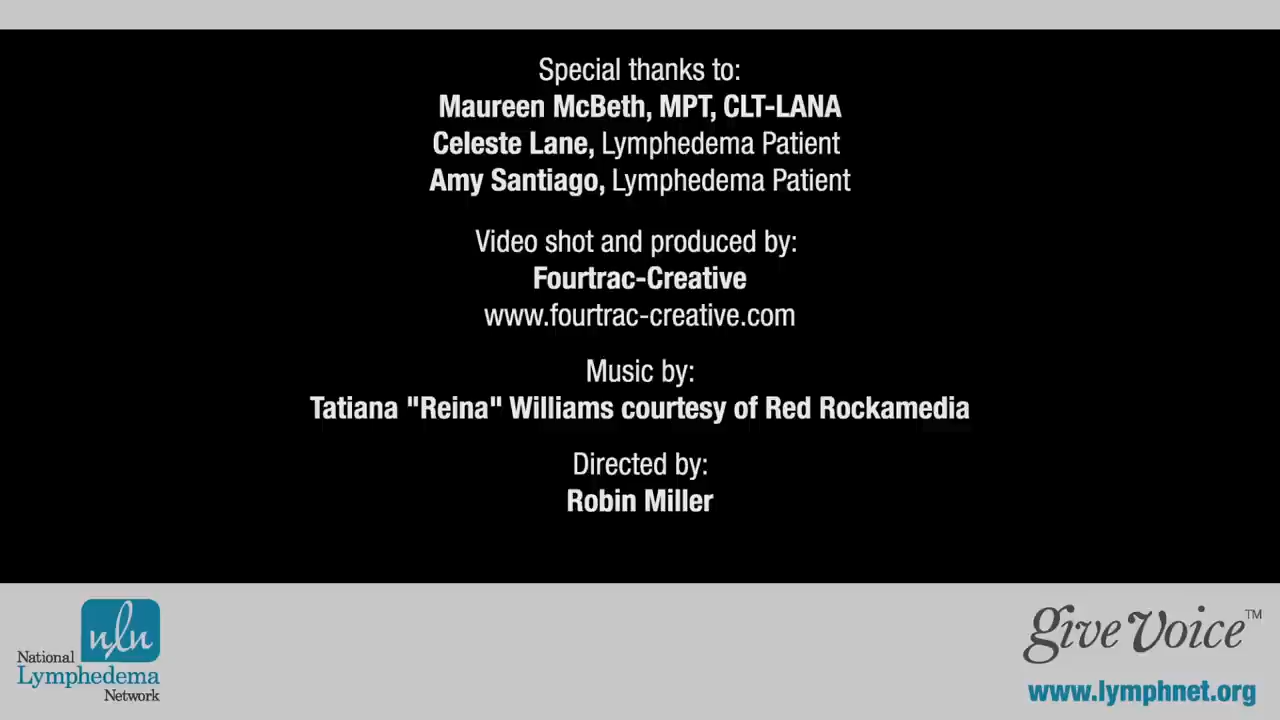 Special thanks to:
Maureen McBeth, MPT, CLT-LANA
Celeste Lane, Lymphedema Patient
Amy Santiago, Lymphedema Patient
Video shot and produced by:
Fourtrac-Creative
www.fourtrac-creative.com
Music by:
Tatiana "Reina" Williams courtesy of Red Rockamedia
Directed by:
Robin Miller
nln
National
Lymphedema
Network
Give Voice™
www.lymphnet.org